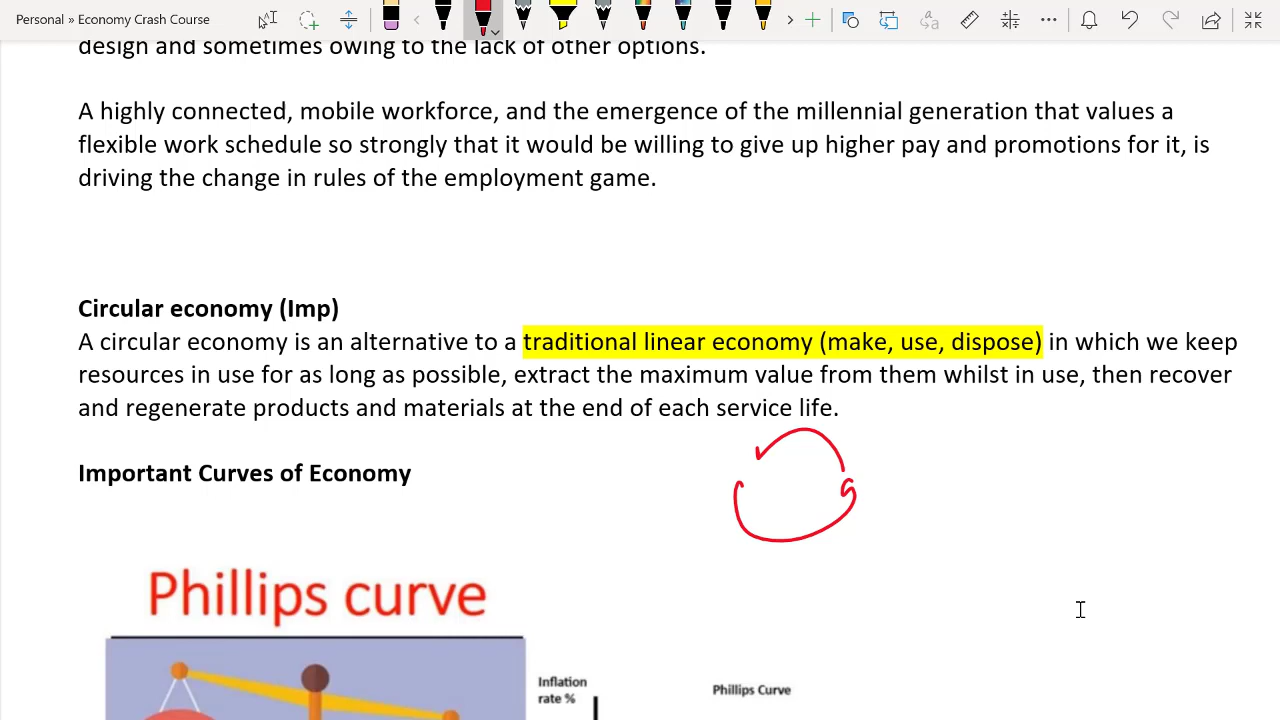 Personal » Economy Crash Course
design and sometimes owing to the lack of other options.
A highly connected, mobile workforce, and the emergence of the millennial generation that values a
flexible work schedule so strongly that it would be willing to give up higher pay and promotions for it, is
driving the change in rules of the employment game.
Circular economy (Imp)
A circular economy is an alternative to a traditional linear economy (make, use, dispose) in which we keep
resources in use for as long as possible, extract the maximum value from them whilst in use, then recover
and regenerate products and materials at the end of each service life.
Important Curves of Economy
Phillips curve
Inflation
rate %
Phillips Curve